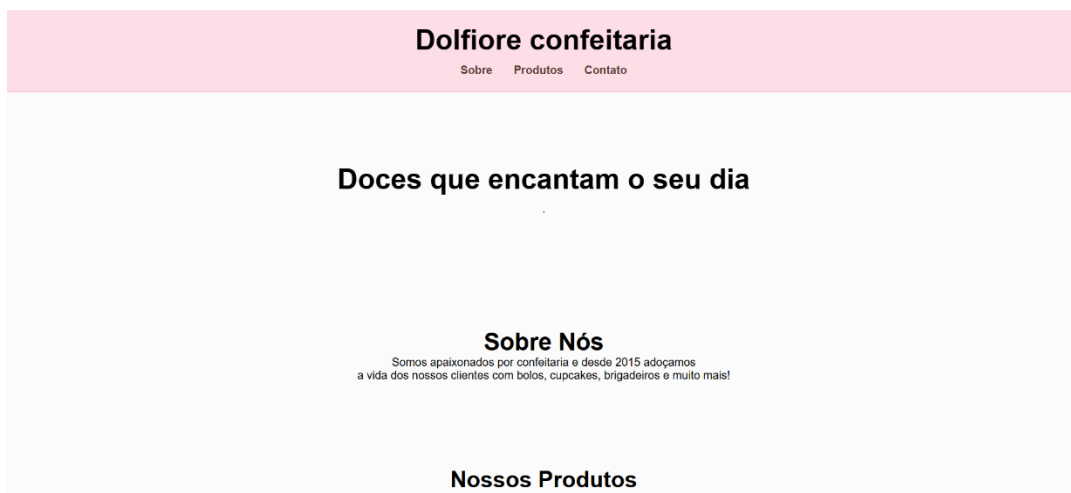 Dolfiore confeitaria
Sobre Produtos Contato
Doces que encantam o seu dia
.
Sobre Nós
Somos apaixonados por confeitaria e desde 2015 adoçamos
a vida dos nossos clientes com bolos, cupcakes, brigadeiros e muito mais!
Nossos Produtos